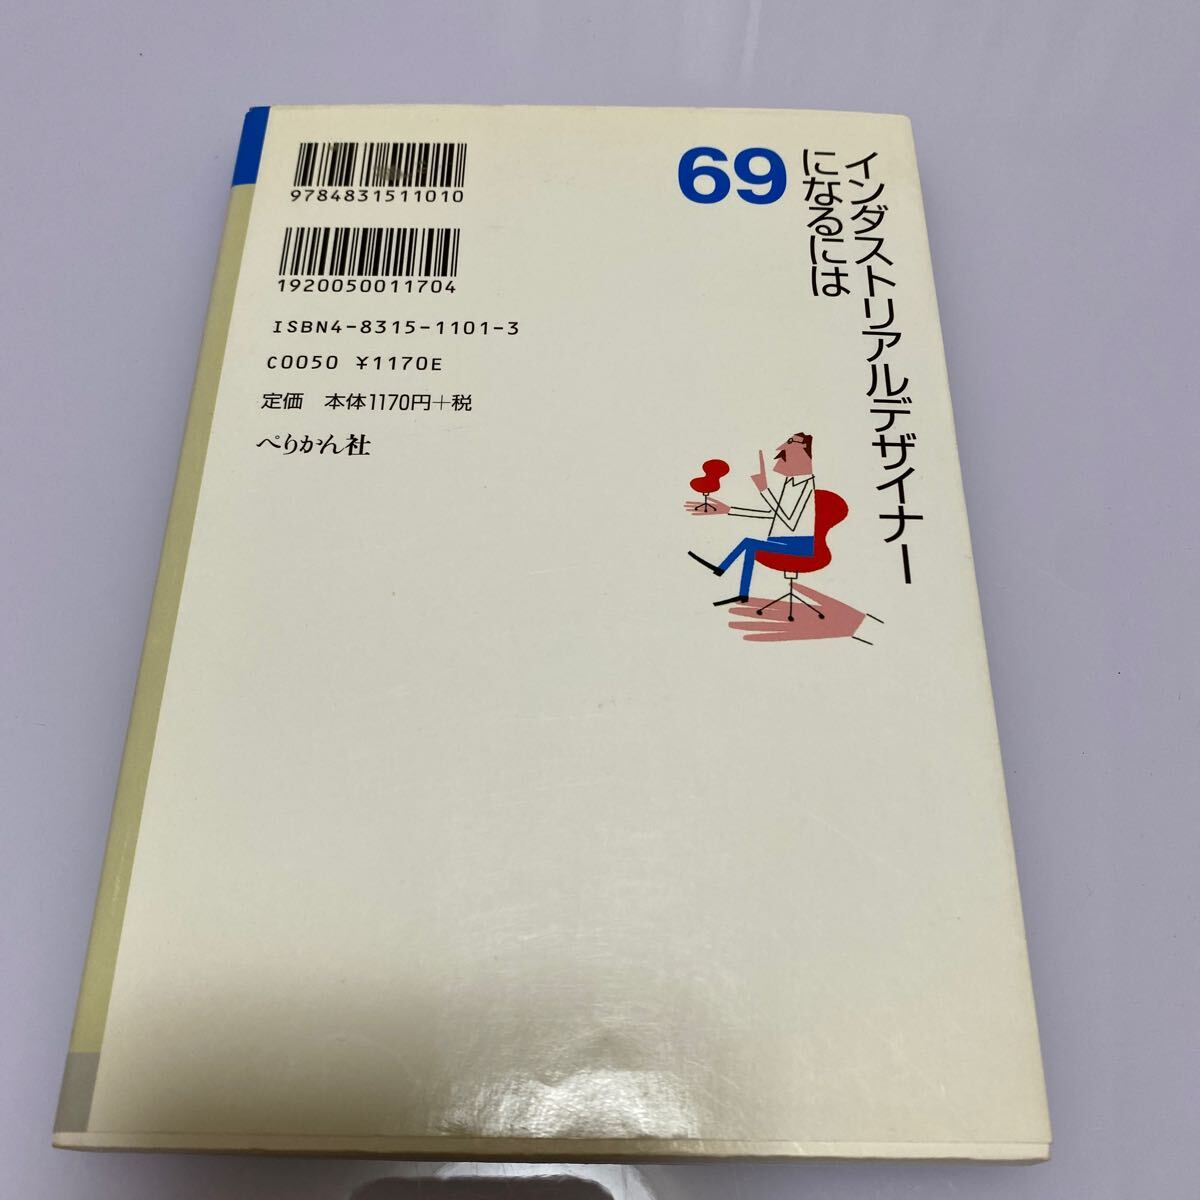 インダストリアルデザイナー
になるには
69
9784831511010
1920050011704
ISBN4-8315-1101-3
C0050 ¥1170E
定価 本体1170円+税
ぺりかん社